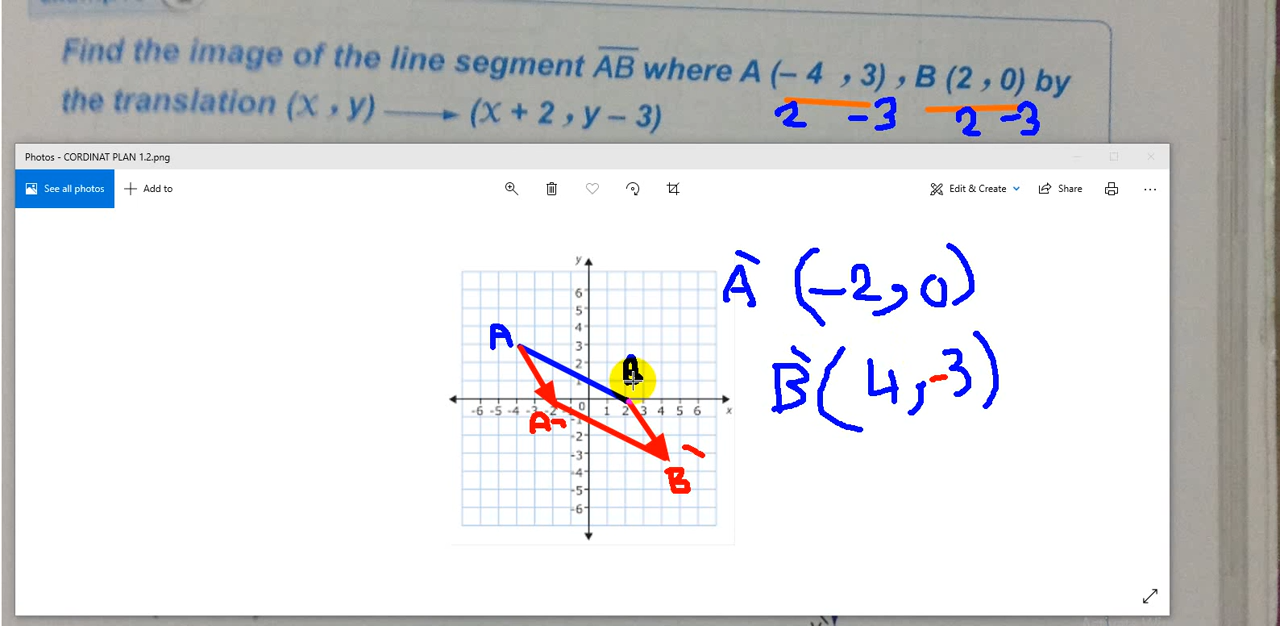 Find the image of the line segment AB where A (– 4 , 3) , B (2 , 0) by
the translation (x , y) ⟶ (x + 2 , y – 3)
2 -3 2 -3
Photos - CORDINAT PLAN 1.2.png
See all photos
Add to
Edit & Create
Share
A` (-2, 0)
B` (4, -3)
y
6
5
4
3
2
1
A
-6 -5 -4 -3 -2 -1 0 1 2 3 4 5 6 x
-1
-2
-3
-4
-5
-6
A-
B-